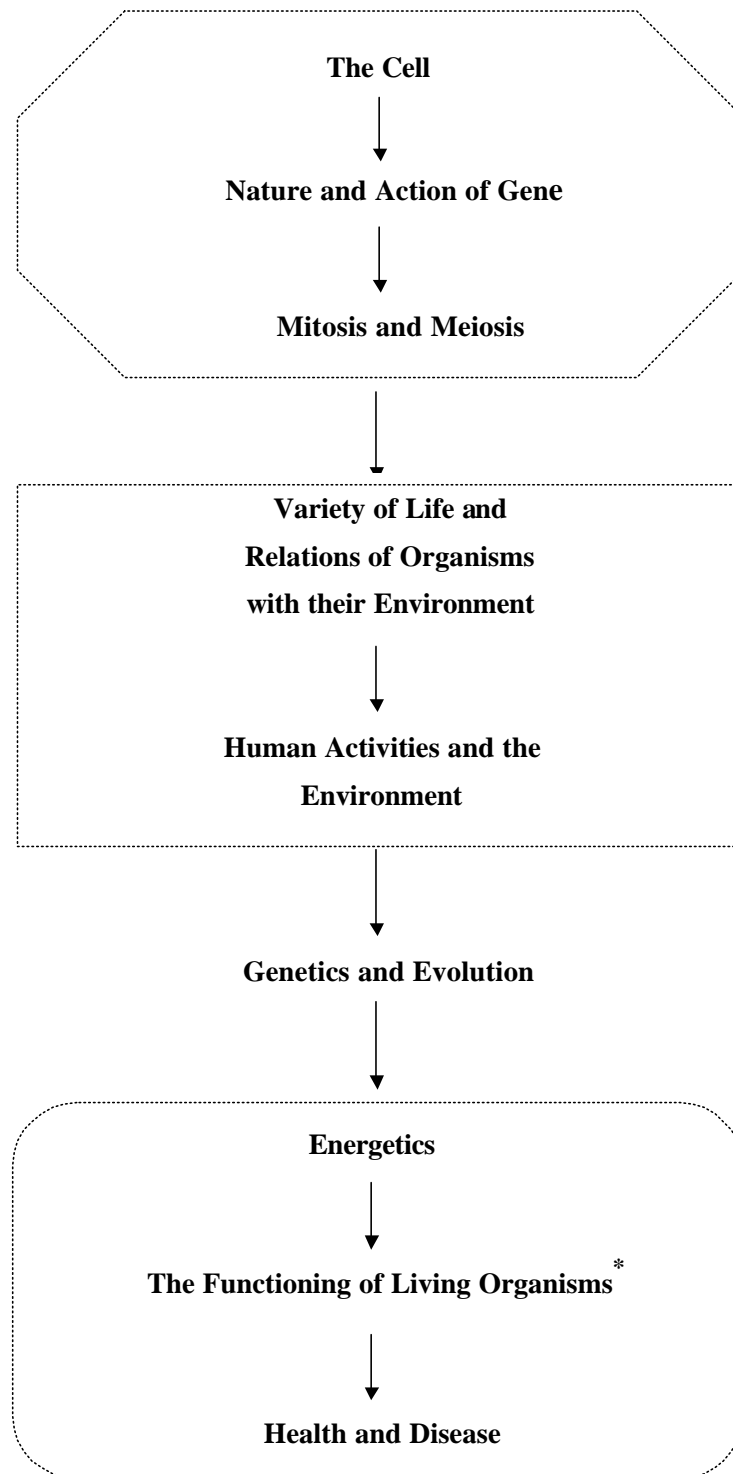 The Cell
Nature and Action of Gene
Mitosis and Meiosis
Variety of Life and
Relations of Organisms
with their Environment
Human Activities and the
Environment
Genetics and Evolution
Energetics
The Functioning of Living Organisms*
Health and Disease